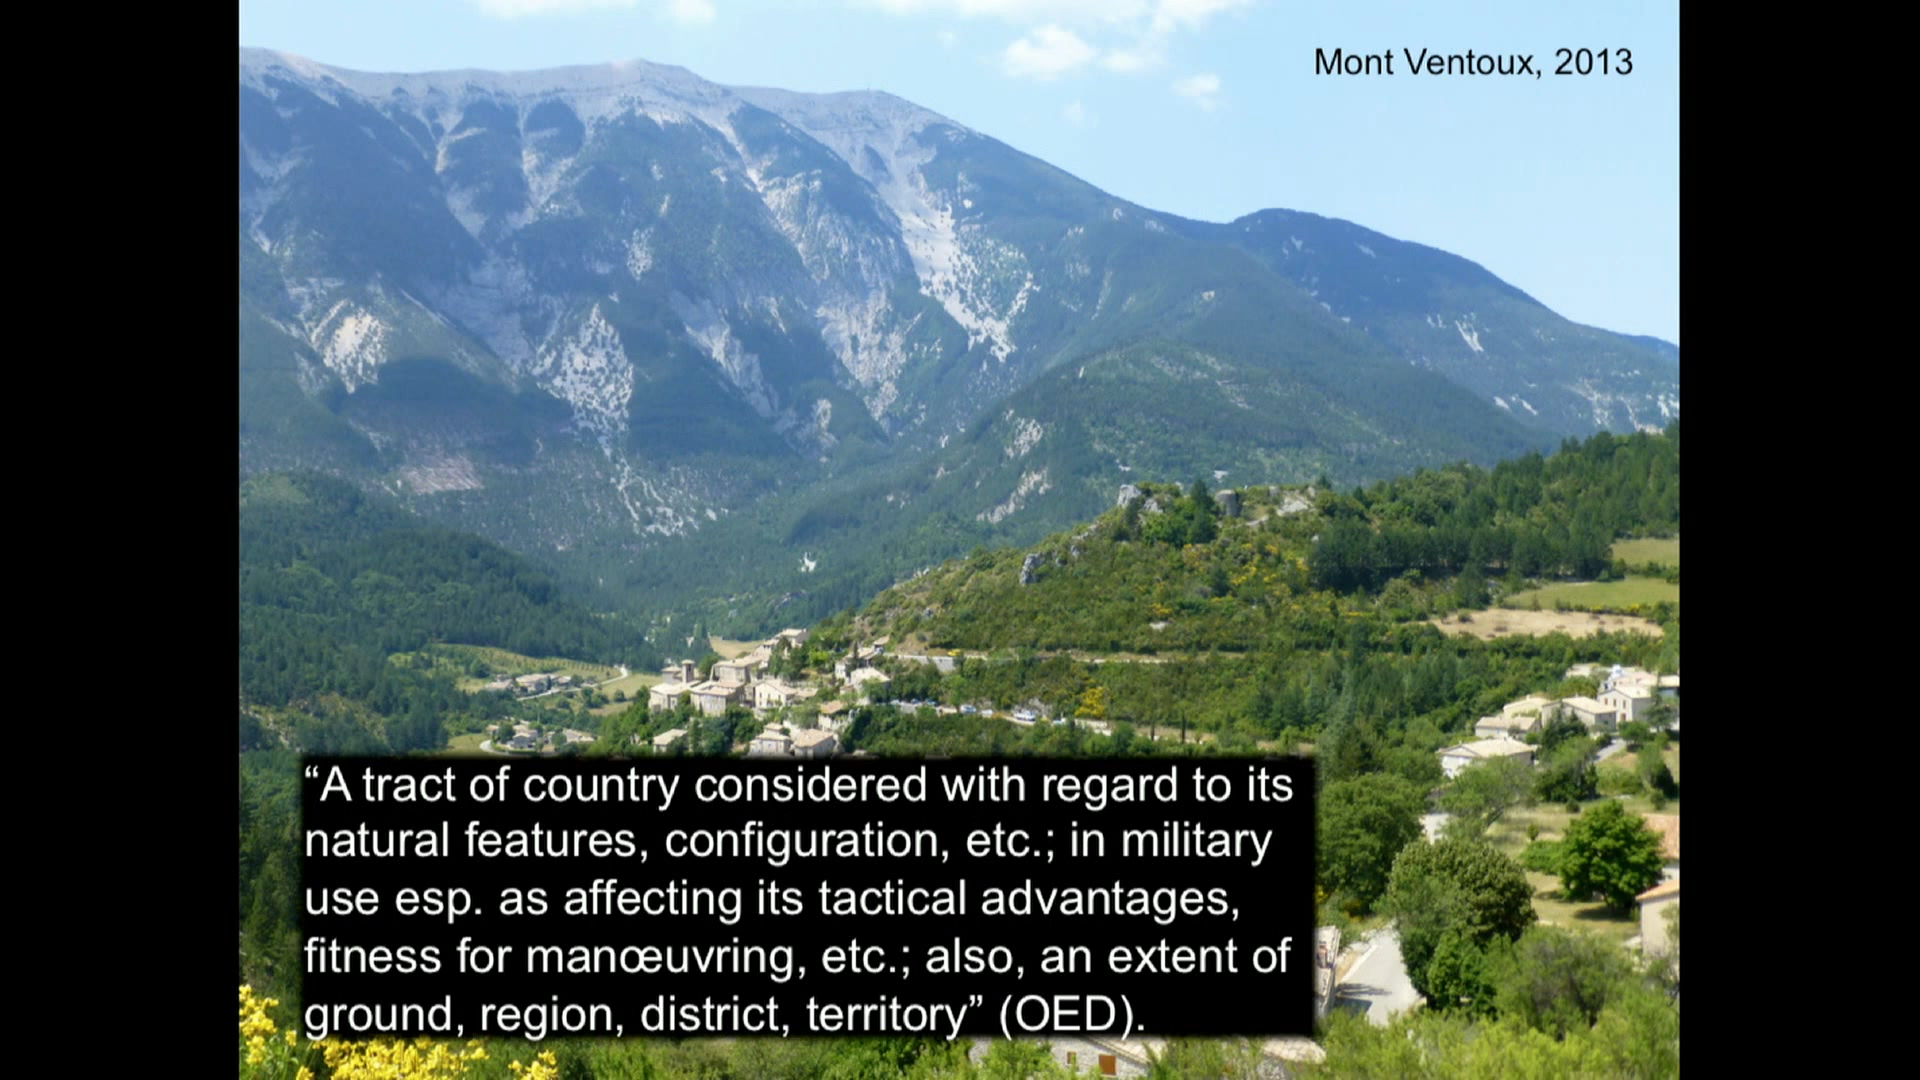 Mont Ventoux, 2013
“A tract of country considered with regard to its
natural features, configuration, etc.; in military
use esp. as affecting its tactical advantages,
fitness for manœuvring, etc.; also, an extent of
ground, region, district, territory” (OED).